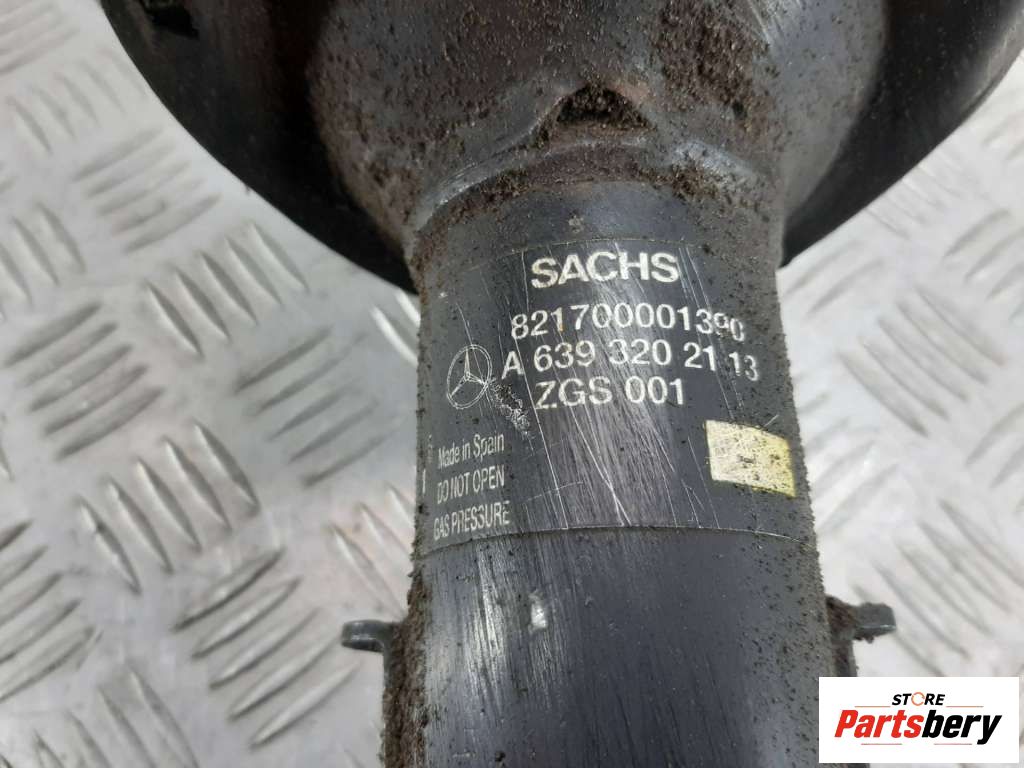 SACHS
821700001390
A 639 320 21 13
ZGS 001
Made in Spain
DO NOT OPEN
GAS PRESSURE
STORE
Partsbery